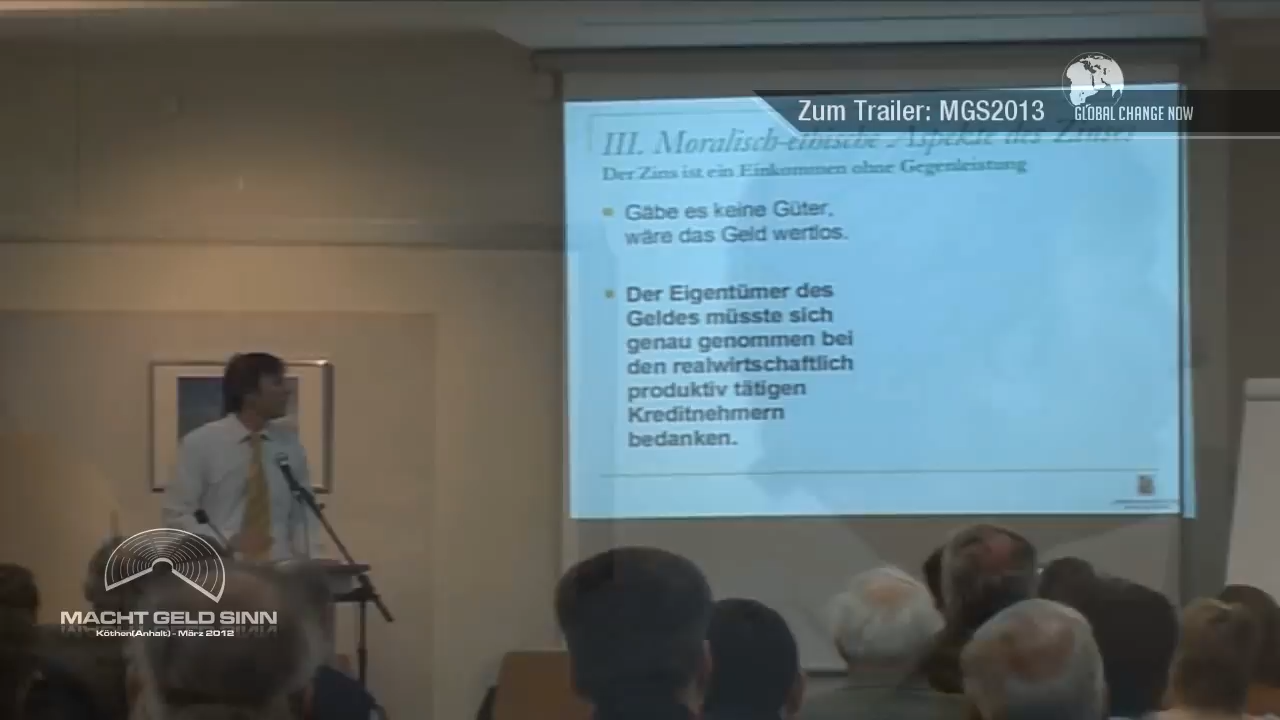 Zum Trailer: MGS2013
GLOBAL CHANGE NOW
III. Moralisch-ethische Aspekte des Zinses
Der Zins ist ein Einkommen ohne Gegenleistung
Gäbe es keine Güter,
wäre das Geld wertlos.
Der Eigentümer des
Geldes müsste sich
genau genommen bei
den realwirtschaftlich
produktiv tätigen
Kreditnehmern
bedanken.
MACHT GELD SINN
Köthen(Anhalt) - März 2012